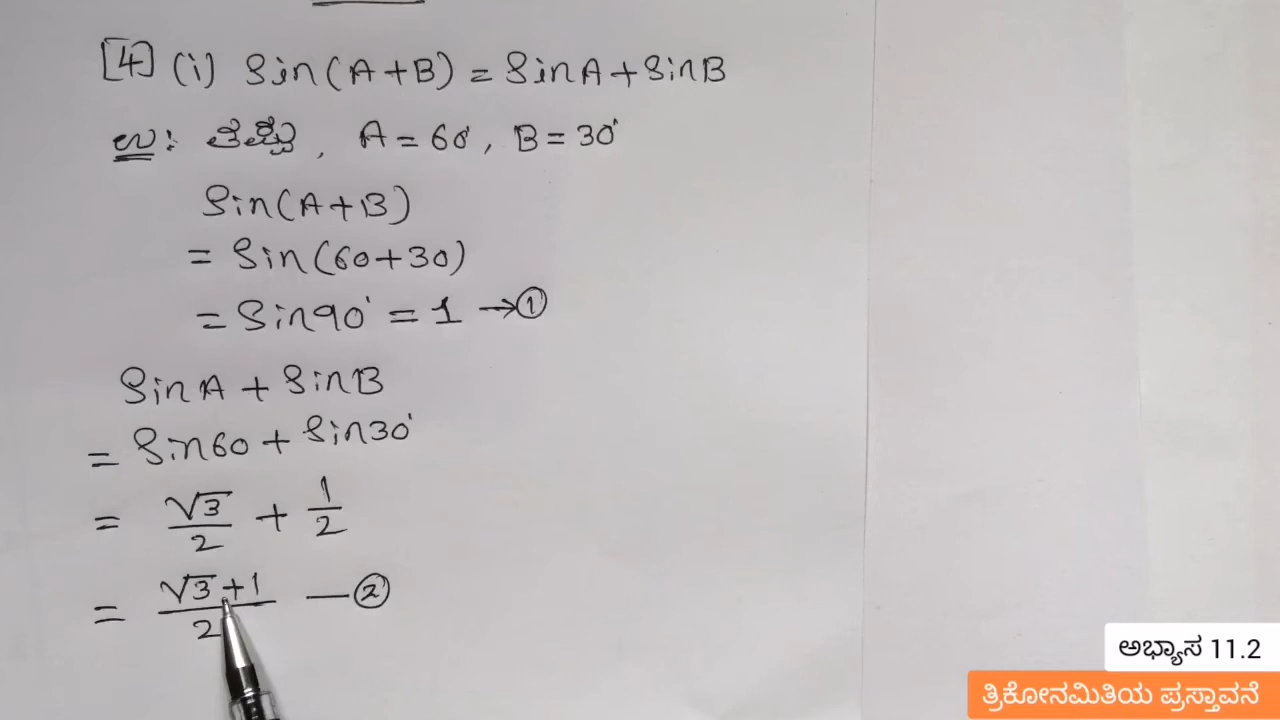 [4] (i) Sin(A+B) = SinA+SinB
ಉ: ತಪ್ಪು, A = 60°, B = 30°
Sin(A+B)
= Sin(60+30)
= Sin90° = 1 → ①
SinA + SinB
= Sin60 + Sin30°
= √3/2 + 1/2
= √3+1/2 — ②
ಅಭ್ಯಾಸ 11.2
ತ್ರಿಕೋನಮಿತಿಯ ಪ್ರಸ್ತಾವನೆ